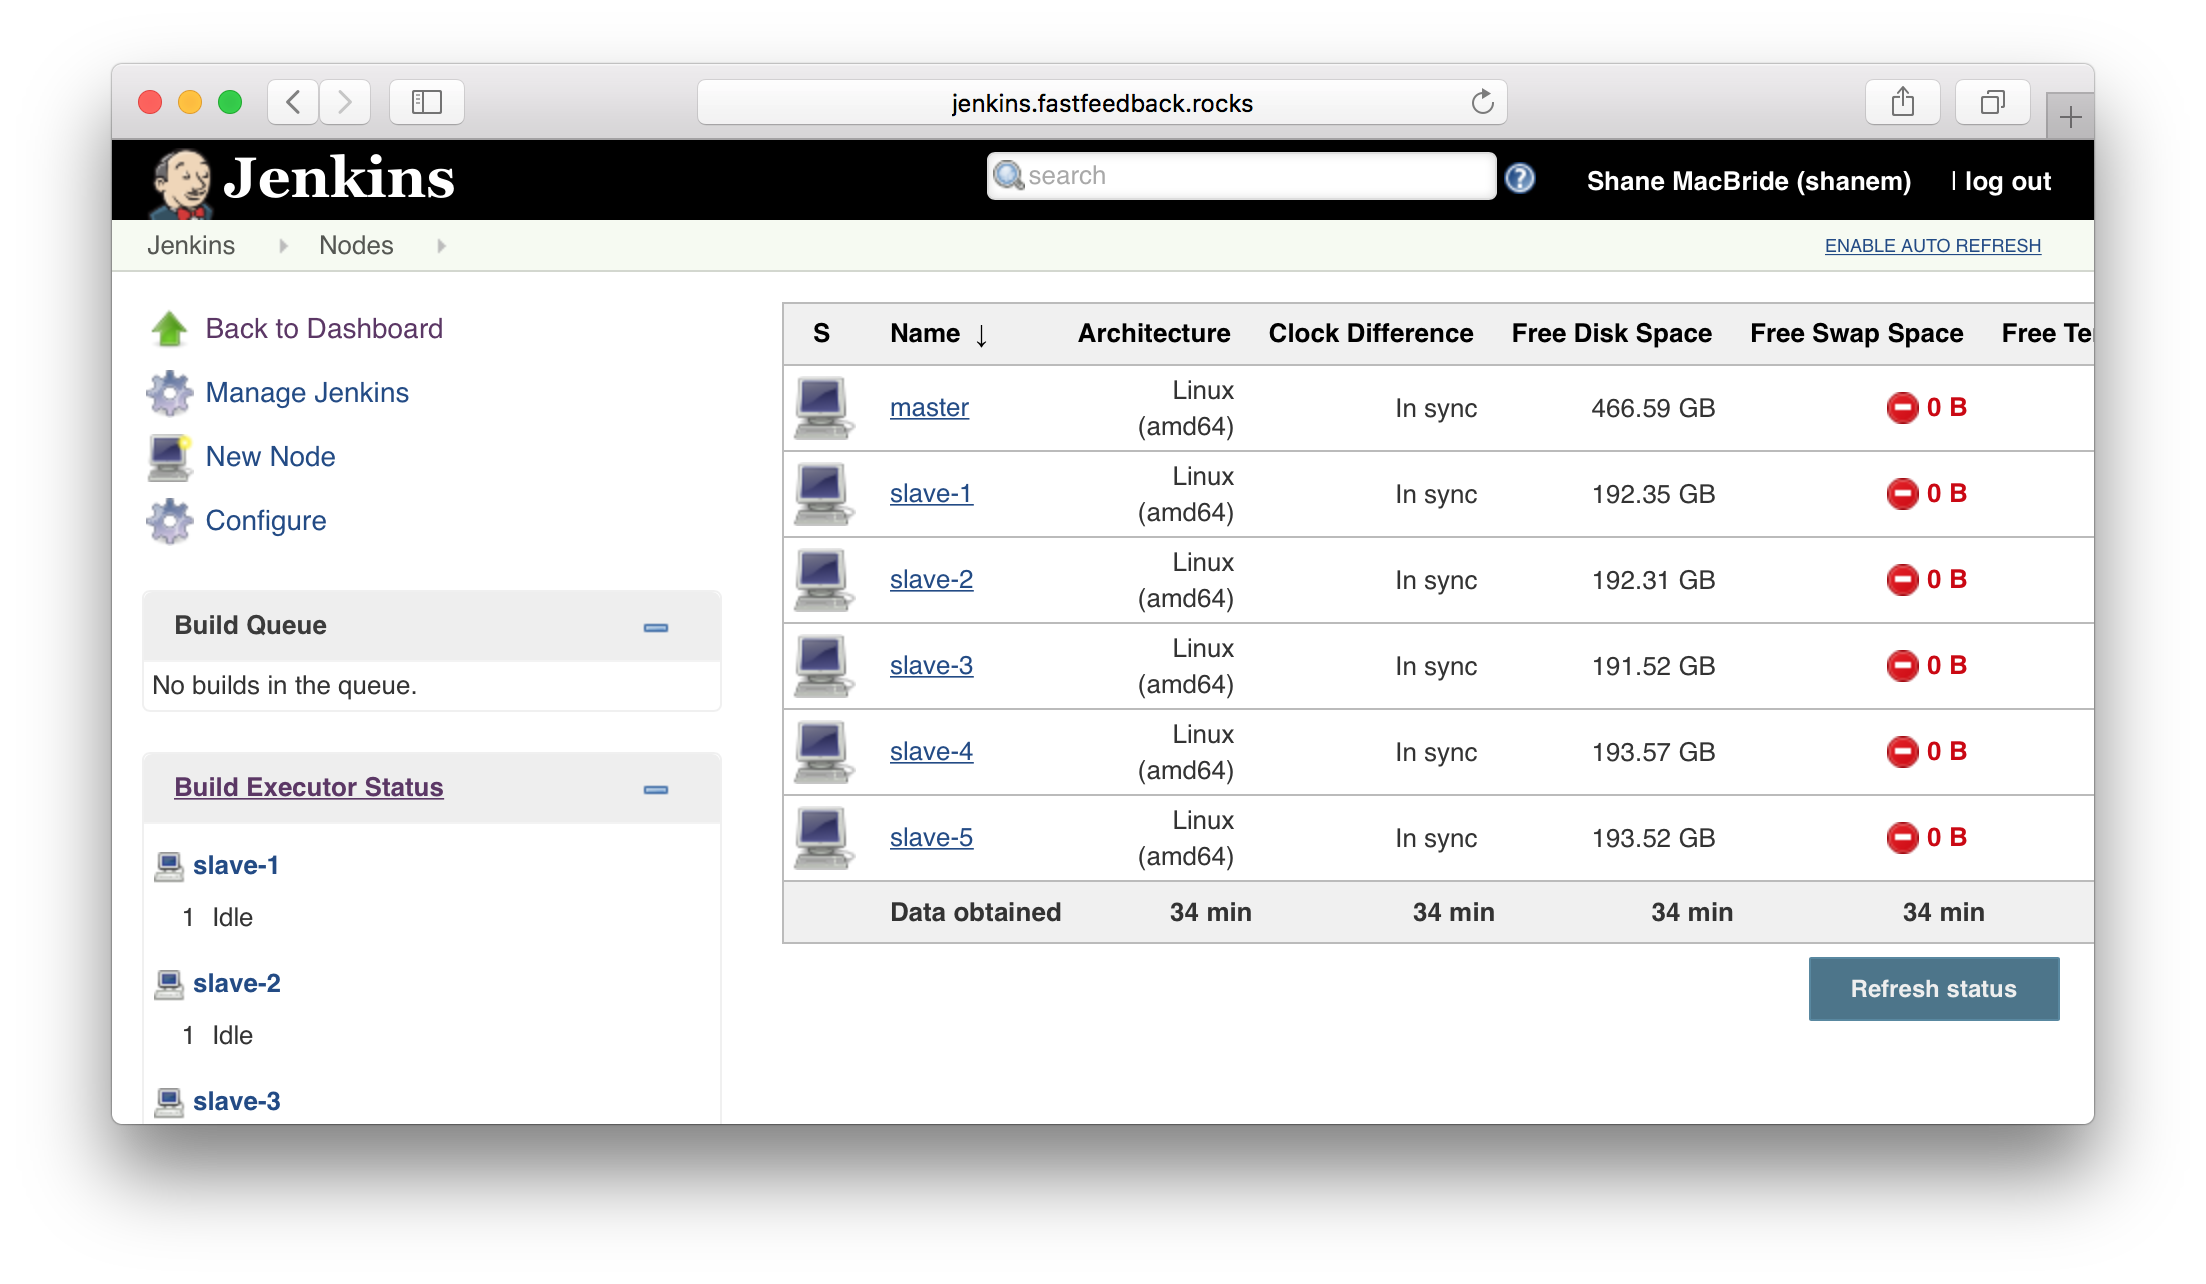 jenkins.fastfeedback.rocks
Jenkins
search
Shane MacBride (shanem) | log out
Jenkins Nodes
ENABLE AUTO REFRESH
Back to Dashboard
Manage Jenkins
New Node
Configure
Build Queue
No builds in the queue.
Build Executor Status
slave-1
1 Idle
slave-2
1 Idle
slave-3
S Name ↓ Architecture Clock Difference Free Disk Space Free Swap Space Free Te
master Linux (amd64) In sync 466.59 GB 0 B
slave-1 Linux (amd64) In sync 192.35 GB 0 B
slave-2 Linux (amd64) In sync 192.31 GB 0 B
slave-3 Linux (amd64) In sync 191.52 GB 0 B
slave-4 Linux (amd64) In sync 193.57 GB 0 B
slave-5 Linux (amd64) In sync 193.52 GB 0 B
Data obtained 34 min 34 min 34 min 34 min
Refresh status